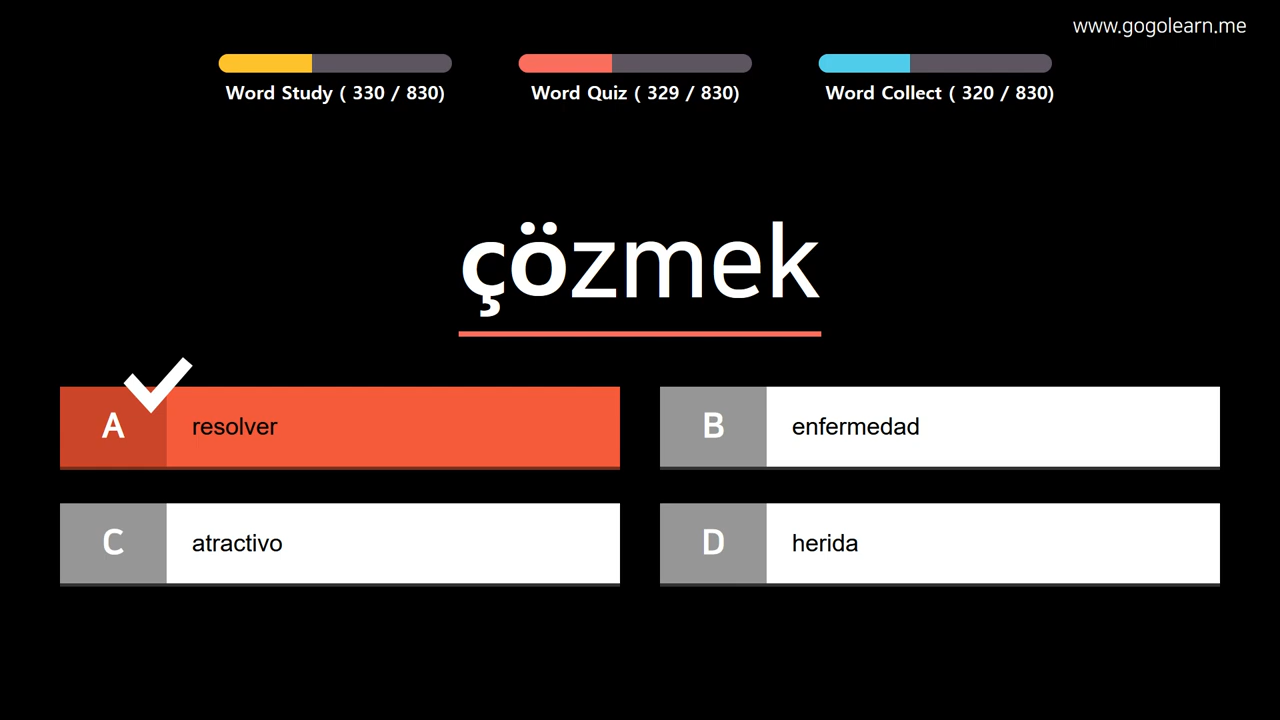 www.gogolearn.me
Word Study ( 330 / 830)
Word Quiz ( 329 / 830)
Word Collect ( 320 / 830)
çözmek
A resolver
B enfermedad
C atractivo
D herida